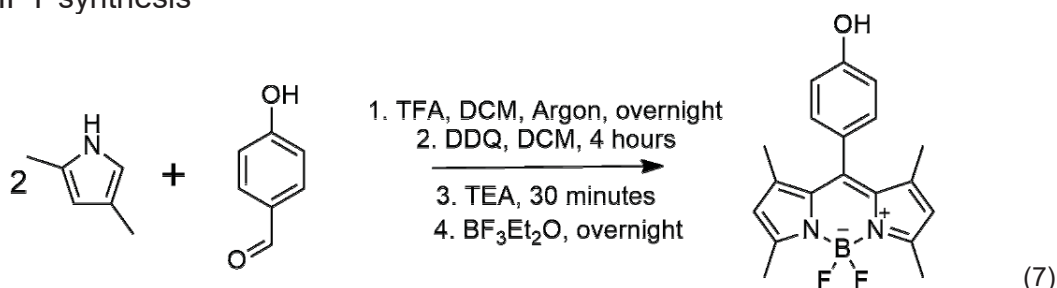 synthesis
OH
H
N
2
+
OH
O
1. TFA, DCM, Argon, overnight
2. DDQ, DCM, 4 hours
3. TEA, 30 minutes
4. BF₃Et₂O, overnight
N B⁻ N⁺
F F
(7)